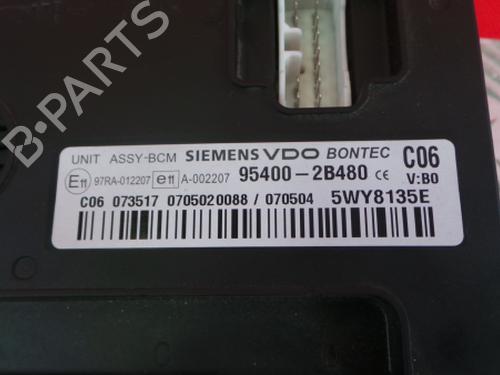 B-PARTS
UNIT ASSY-BCM SIEMENS VDO BONTEC C06
E11 97RA-012207 e11 A-002207 95400-2B480 CE V:B0
C06 073517 0705020088 / 070504 5WY8135E